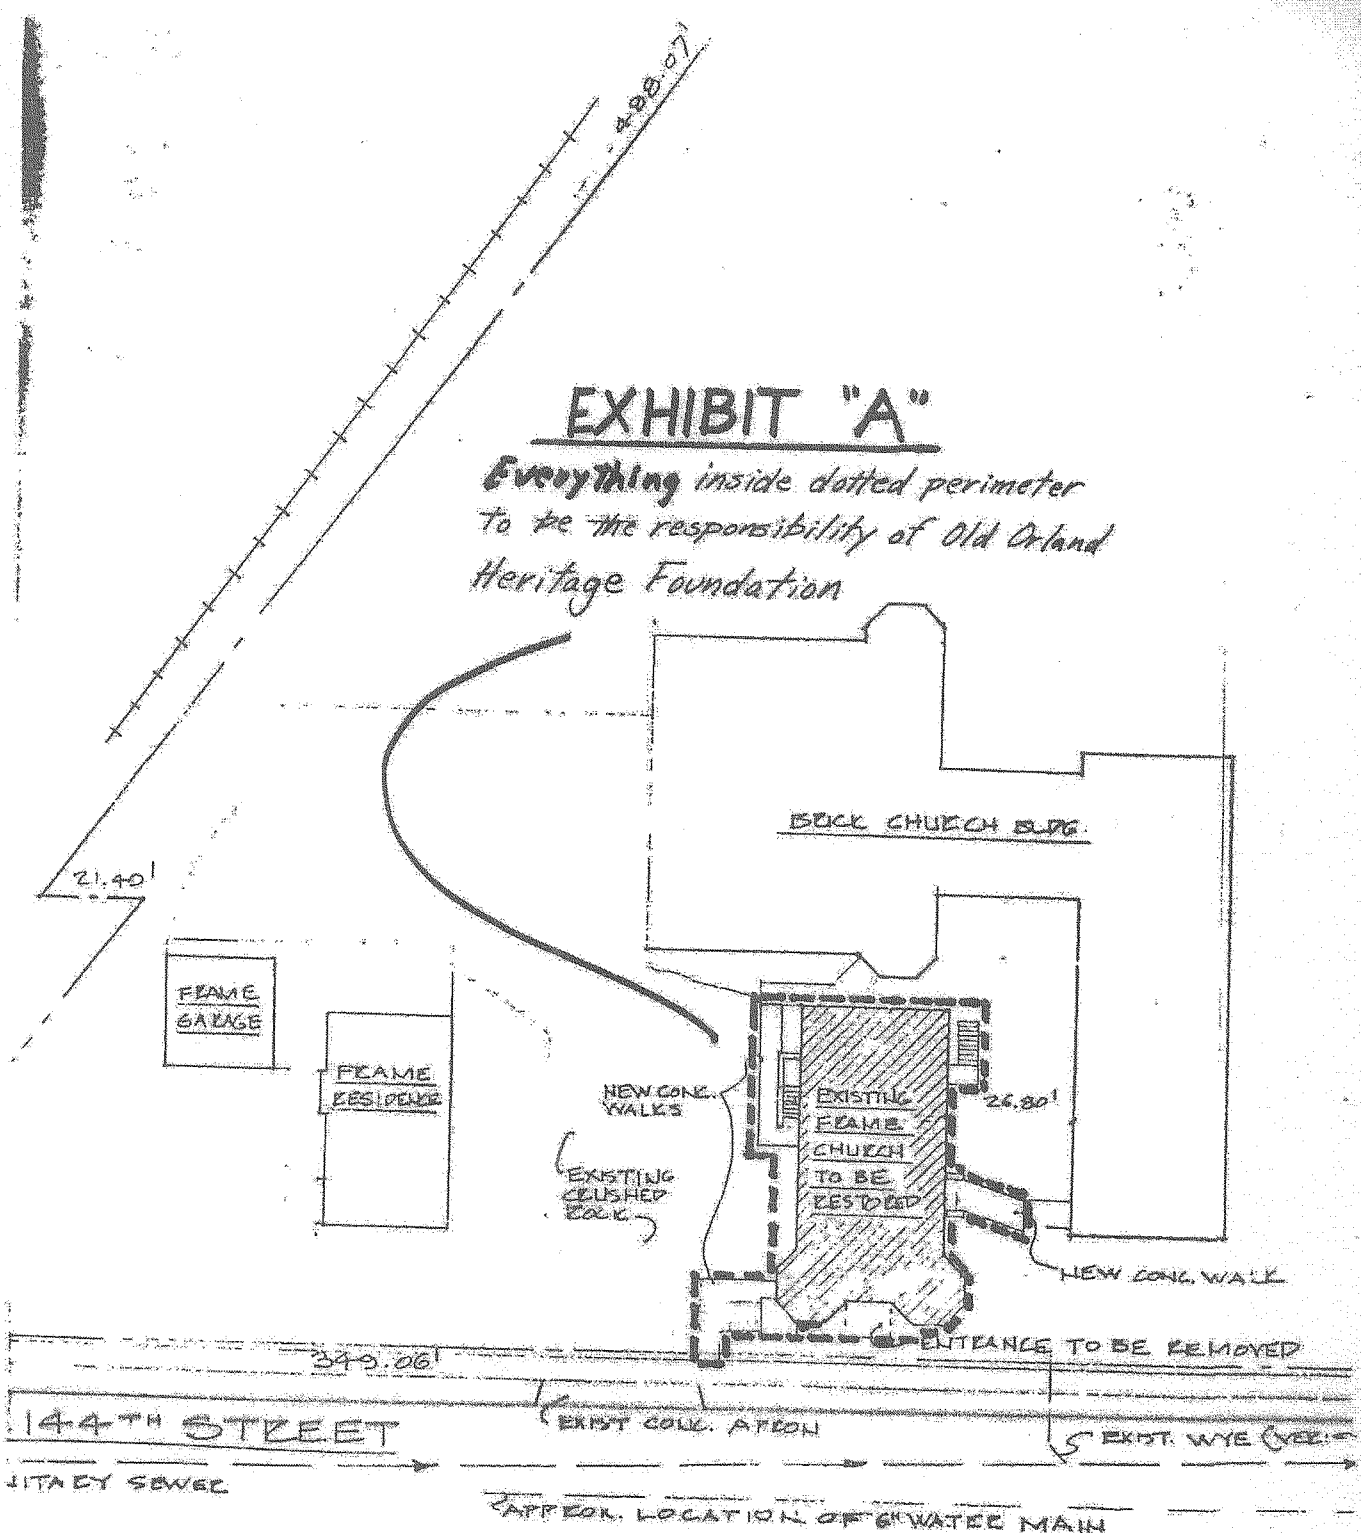 488.07'
EXHIBIT "A"
Everything inside dotted perimeter
to be the responsibility of Old Orland
Heritage Foundation
BRICK CHURCH BLDG.
21.40'
FRAME
GARAGE
FRAME
RESIDENCE
NEW CONC.
WALKS
EXISTING
CRUSHED
ROCK
EXISTING
FRAME
CHURCH
TO BE
RESTORED
26.80'
NEW CONC. WALK
ENTRANCE TO BE REMOVED
349.06'
144TH STREET
EXIST CONC. APRON
EXIST. WYE (VERI
NITARY SEWER
APPROX. LOCATION OF 6" WATER MAIN